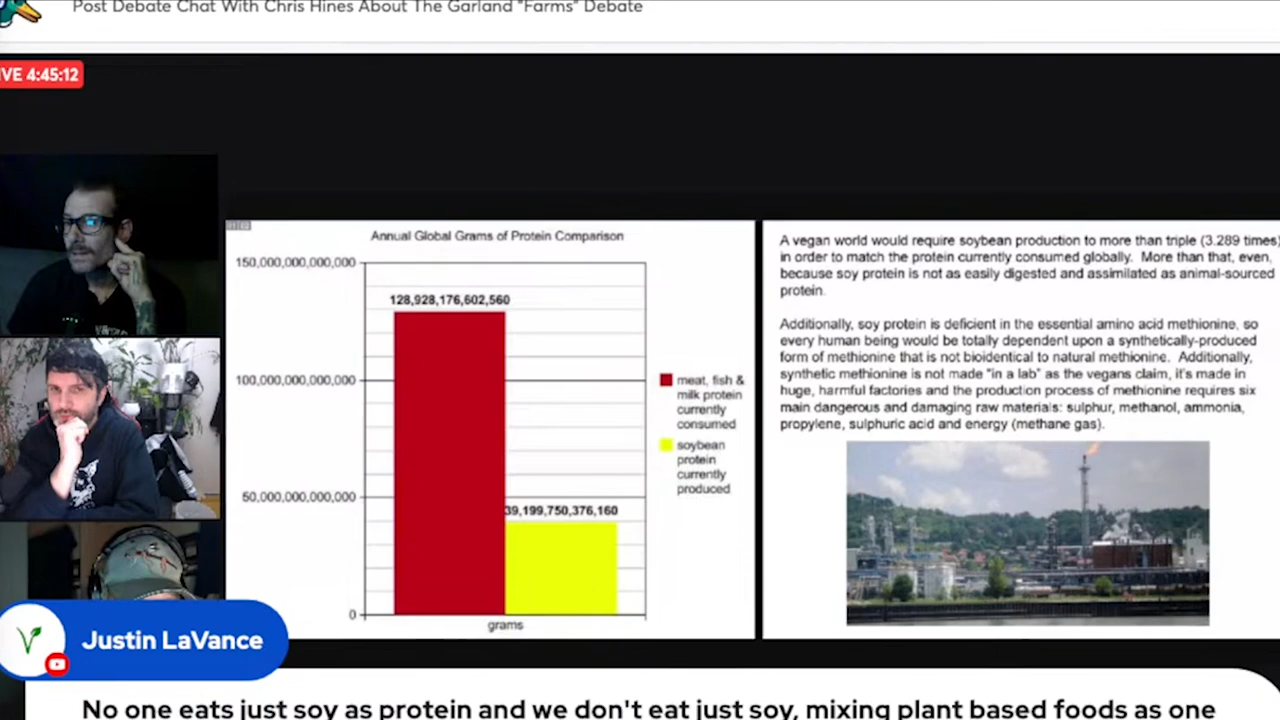 Post Debate Chat With Chris Hines About The Garland "Farms" Debate
IVE 4:45:12
Annual Global Grams of Protein Comparison
150,000,000,000,000
128,928,176,602,560
100,000,000,000,000
50,000,000,000,000
39,199,750,376,160
0
grams
meat, fish &
milk protein
currently
consumed
soybean
protein
currently
produced
A vegan world would require soybean production to more than triple (3.289 times)
in order to match the protein currently consumed globally. More than that, even,
because soy protein is not as easily digested and assimilated as animal-sourced
protein.
Additionally, soy protein is deficient in the essential amino acid methionine, so
every human being would be totally dependent upon a synthetically-produced
form of methionine that is not bioidentical to natural methionine. Additionally,
synthetic methionine is not made "in a lab" as the vegans claim, it's made in
huge, harmful factories and the production process of methionine requires six
main dangerous and damaging raw materials: sulphur, methanol, ammonia,
propylene, sulphuric acid and energy (methane gas).
Justin LaVance
No one eats just soy as protein and we don't eat just soy, mixing plant based foods as one